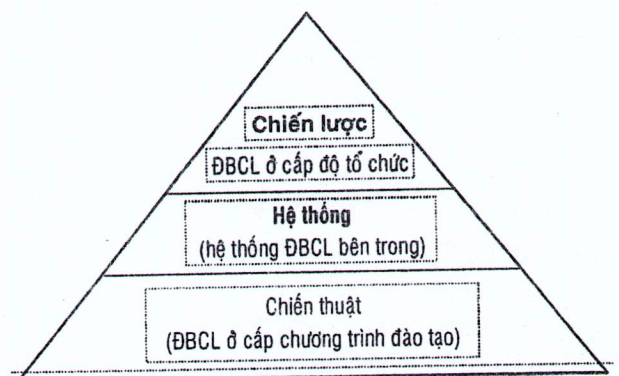 Chiến lược
ĐBCL ở cấp độ tổ chức
Hệ thống
(hệ thống ĐBCL bên trong)
Chiến thuật
(ĐBCL ở cấp chương trình đào tạo)